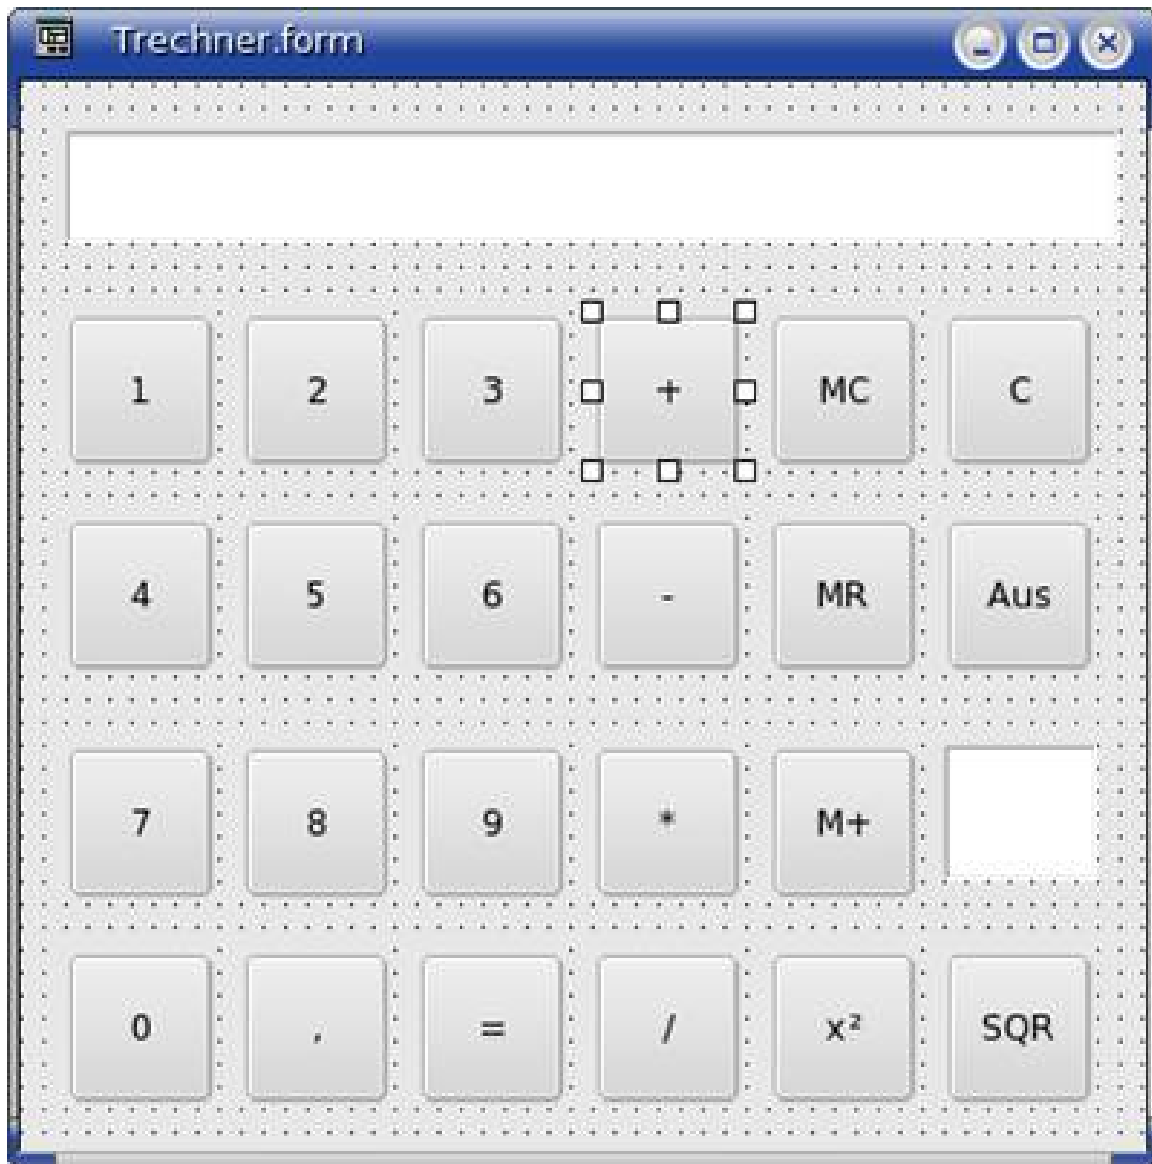 Trechner.form
1 2 3 + MC C
4 5 6 - MR Aus
7 8 9 * M+
0 , = / x² SQR